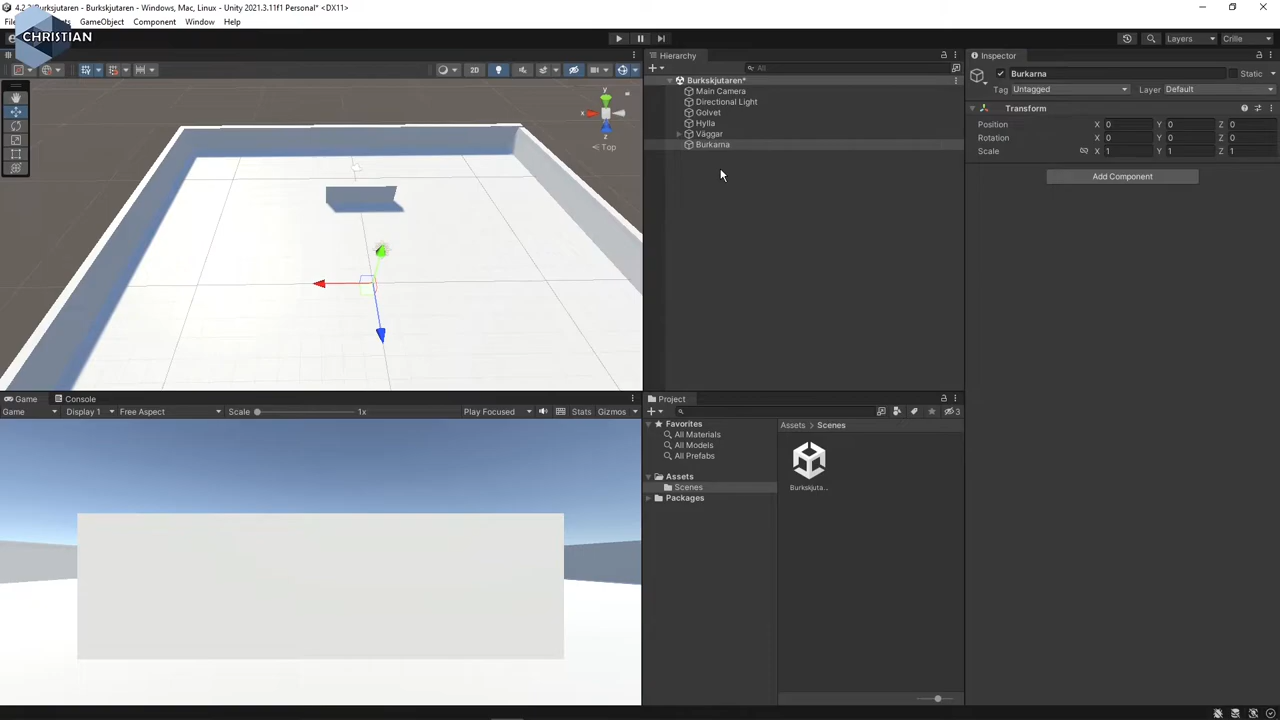 4.2.2 Burksjutaren - Burkskjutaren - Windows, Mac, Linux - Unity 2021.3.11f1 Personal* <DX11>
GameObject Component Window Help
CHRISTIAN
Layers Crille
2D
y
x
z
Top
Hierarchy
All
Burkskjutaren*
Main Camera
Directional Light
Golvet
Hylla
Väggar
Burkarna
Inspector
Burkarna Static
Tag Untagged Layer Default
Transform
Position X 0 Y 0 Z 0
Rotation X 0 Y 0 Z 0
Scale X 1 Y 1 Z 1
Add Component
Game Console
Game Display 1 Free Aspect Scale 1x Play Focused Stats Gizmos
Project
3
Favorites
All Materials
All Models
All Prefabs
Assets
Scenes
Packages
Assets Scenes
Burkskjuta...